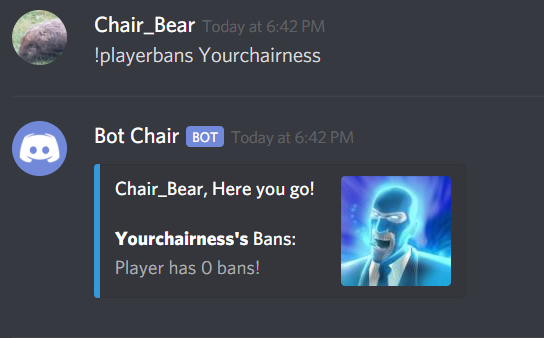 Chair_Bear Today at 6:42 PM
!playerbans Yourchairness
Bot Chair BOT Today at 6:42 PM
Chair_Bear, Here you go!
Yourchairness's Bans:
Player has 0 bans!